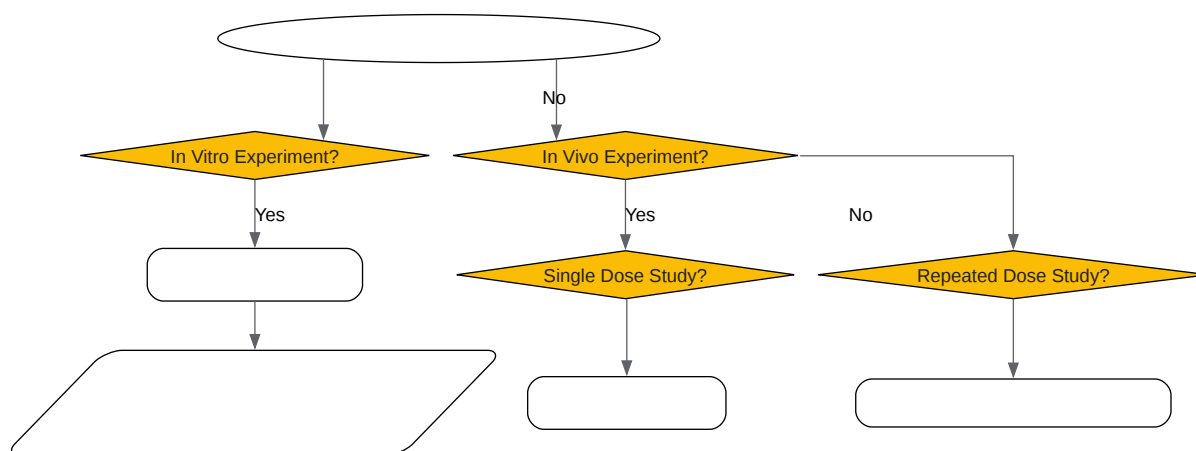 No
In Vitro Experiment?
In Vivo Experiment?
Yes
Yes
No
Single Dose Study?
Repeated Dose Study?